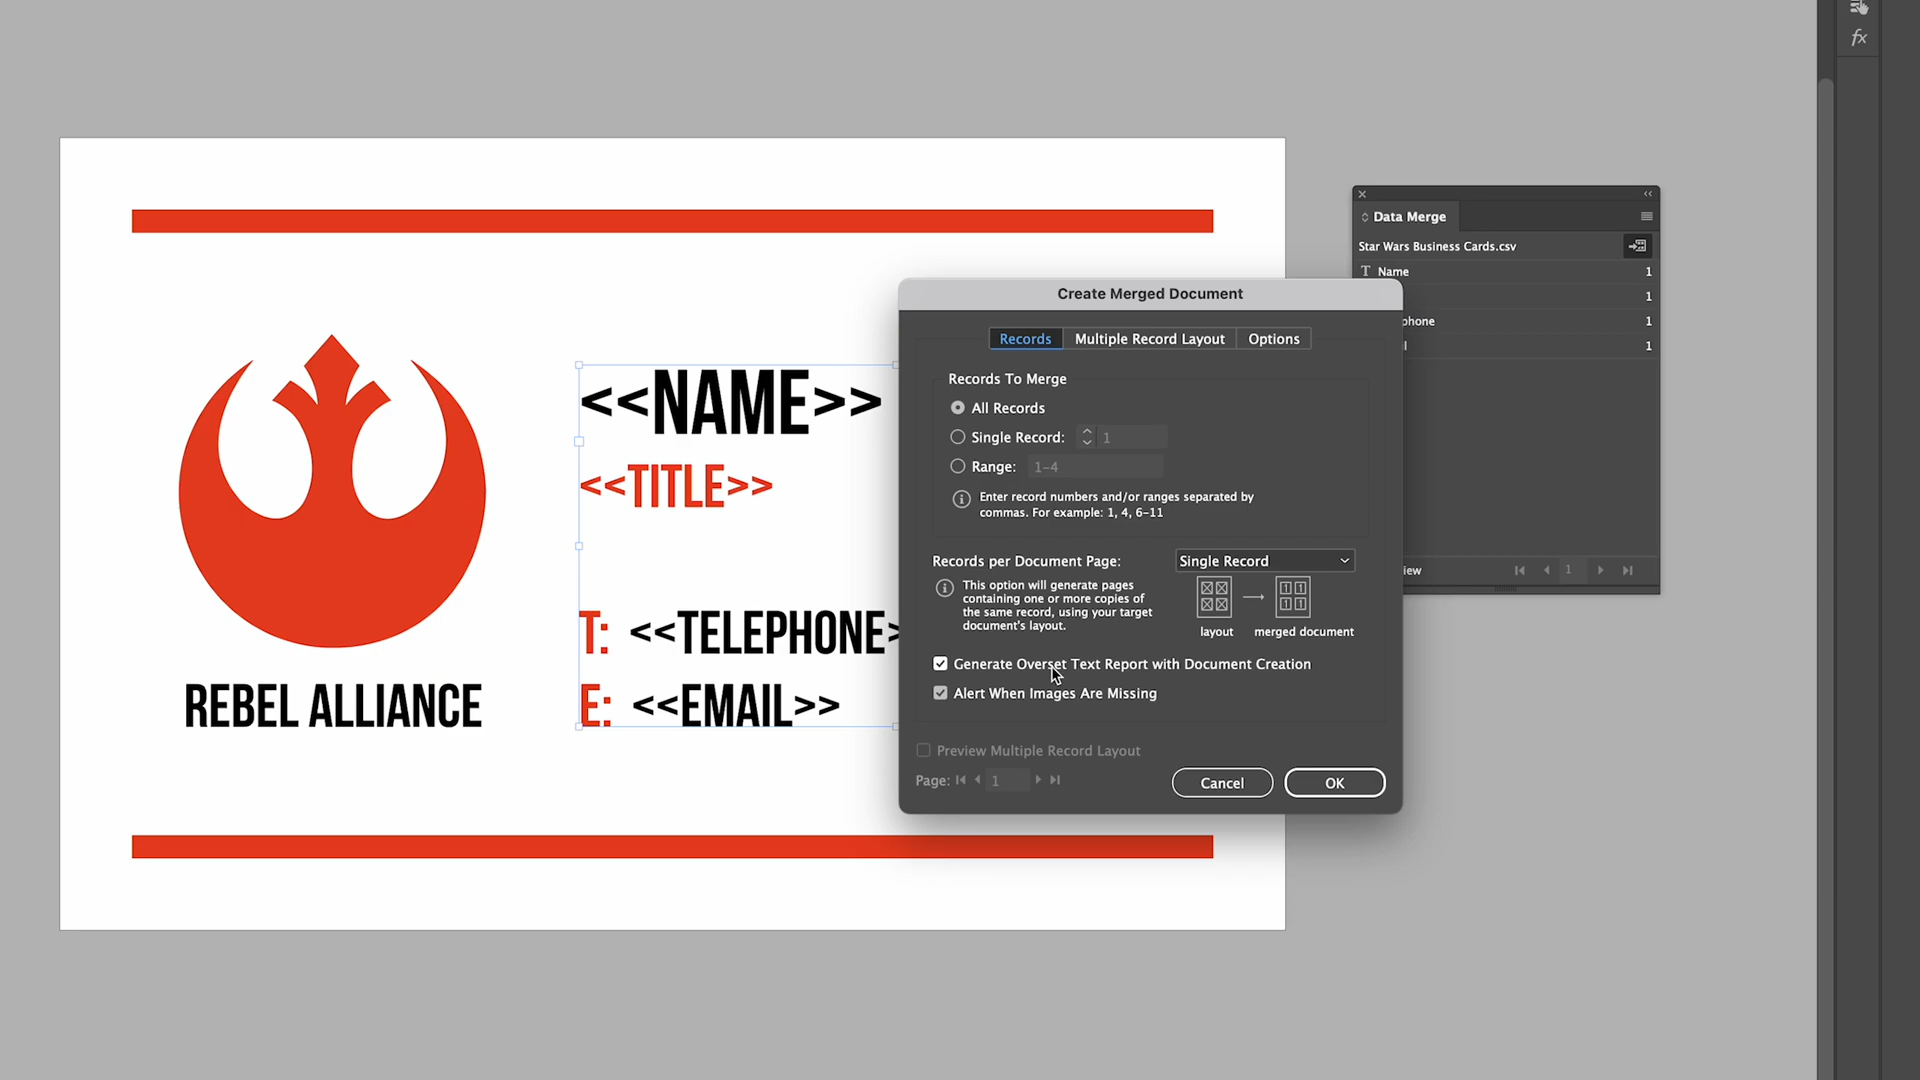 fx
Data Merge
Star Wars Business Cards.csv
T Name 1
1
phone 1
l 1
iew 1
Create Merged Document
Records Multiple Record Layout Options
Records To Merge
All Records
Single Record: 1
Range: 1-4
Enter record numbers and/or ranges separated by
commas. For example: 1, 4, 6-11
Records per Document Page: Single Record
This option will generate pages
containing one or more copies of
the same record, using your target
document's layout.
layout merged document
Generate Overset Text Report with Document Creation
Alert When Images Are Missing
Preview Multiple Record Layout
Page: 1
Cancel OK
<<NAME>>
<<TITLE>>
T: <<TELEPHONE>
E: <<EMAIL>>
REBEL ALLIANCE